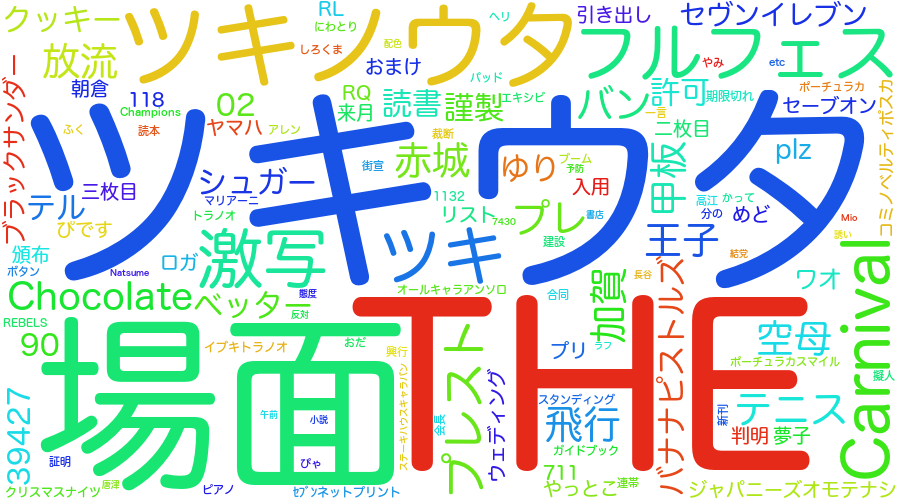 クッキー
ツキノウタ
RL
にわとり
しろくま
配色
ヘリ
引き出し
セヴンイレブン
放流
おまけ
パッド
フルフェス
やみ
etc
ブラックサンダー
朝倉
118
Champions
02
RQ
来月
読書
謹製
エキシビ
バン
許可
一言
期限切れ
ポーチュラカ
セーブオン
コミノベルティポスカ
ふく
読本
ヤマハ
アレン
裁断
二枚目
plz
ツキウタ
赤城
ゆり
ブーム
予防
甲板
三枚目
シュガー
マリアーニ
街宣
入用
高江
かって
分の
めど
Mio
誘い
テル
トラノオ
1132
リスト
7430
プレ
書店
ぴです
激写
ツッキ
建設
王子
結党
頒布
ロガ
ボタン
Natsume
長谷
ワオ
Carnival
Chocolate
ベッター
態度
反対
オールキャラアンソロ
合同
加賀
バナナピストルズ
REBELS
90
場面
THE
イブキトラノオ
おだ
興行
プレスト
プリ
ラフ
空母
ポーチュラカスマイル
擬人
39427
午前
小説
ステーキハウスキャラバン
会長
ウェディング
スタンディング
飛行
新刊
テニス
判明
夢子
証明
ぴゃ
ガイドブック
711
クリスマスナイツ
唐津
ピアノ
ｾﾌﾞﾝネットプリント
やっとこ
連帯
ジャパニーズオモテナシ